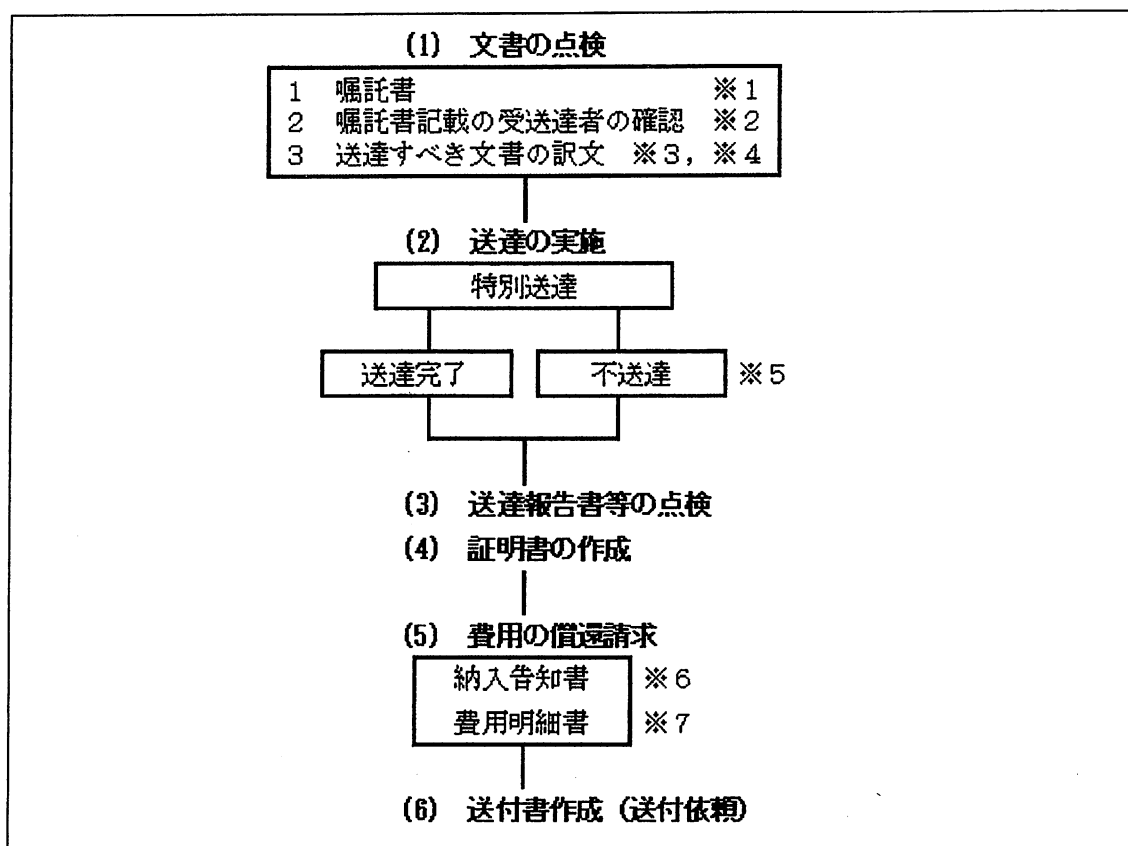 (1) 文書の点検
1 嘱託書 ※1
2 嘱託書記載の受送達者の確認 ※2
3 送達すべき文書の訳文 ※3，※4
(2) 送達の実施
特別送達
送達完了 不送達 ※5
(3) 送達報告書等の点検
(4) 証明書の作成
(5) 費用の償還請求
納入告知書 ※6
費用明細書 ※7
(6) 送付書作成（送付依頼）